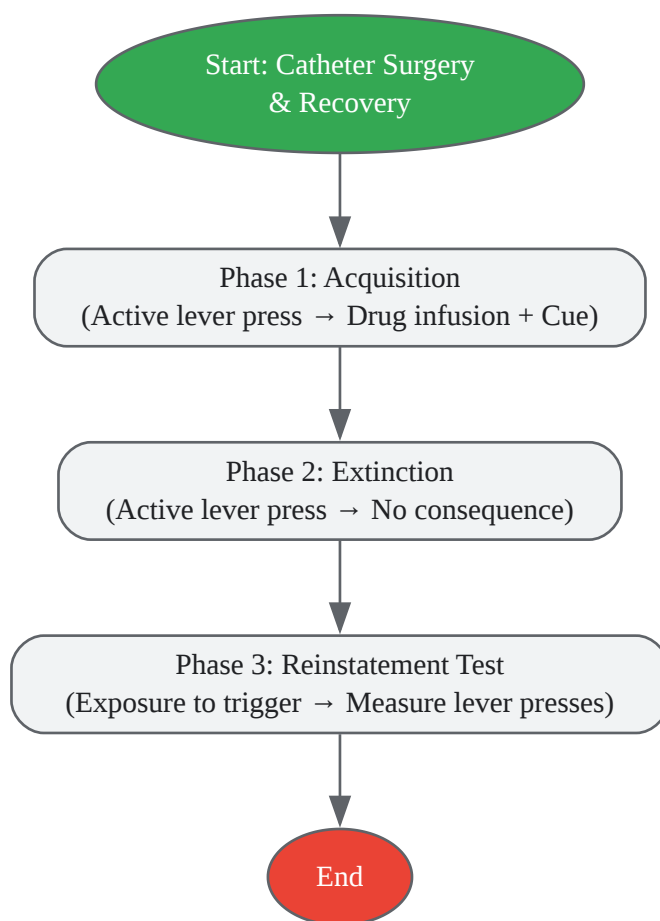 Start: Catheter Surgery
& Recovery
Phase 1: Acquisition
(Active lever press → Drug infusion + Cue)
Phase 2: Extinction
(Active lever press → No consequence)
Phase 3: Reinstatement Test
(Exposure to trigger → Measure lever presses)
End